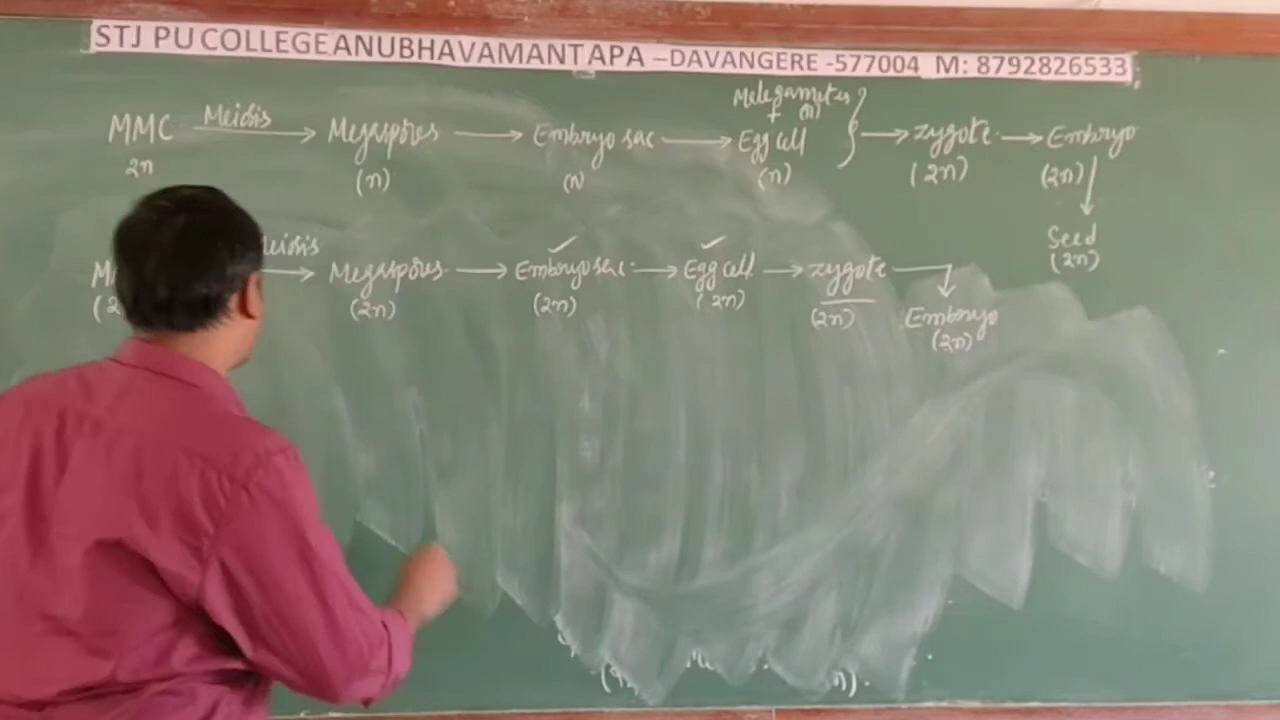 STJ PU COLLEGE ANUBHAVAMANTAPA –DAVANGERE -577004 M: 8792826533
Malegametes
+ (n)
MMC Meiosis Megaspores Embryo sac Egg cell } zygote Embryo
2n (n) (n) (2n) (2n)
Seed
(2n)
Meiosis Megaspores Embryo sac Egg cell zygote
(2n) (2n) (2n) (2n)
Embryo
(2n)